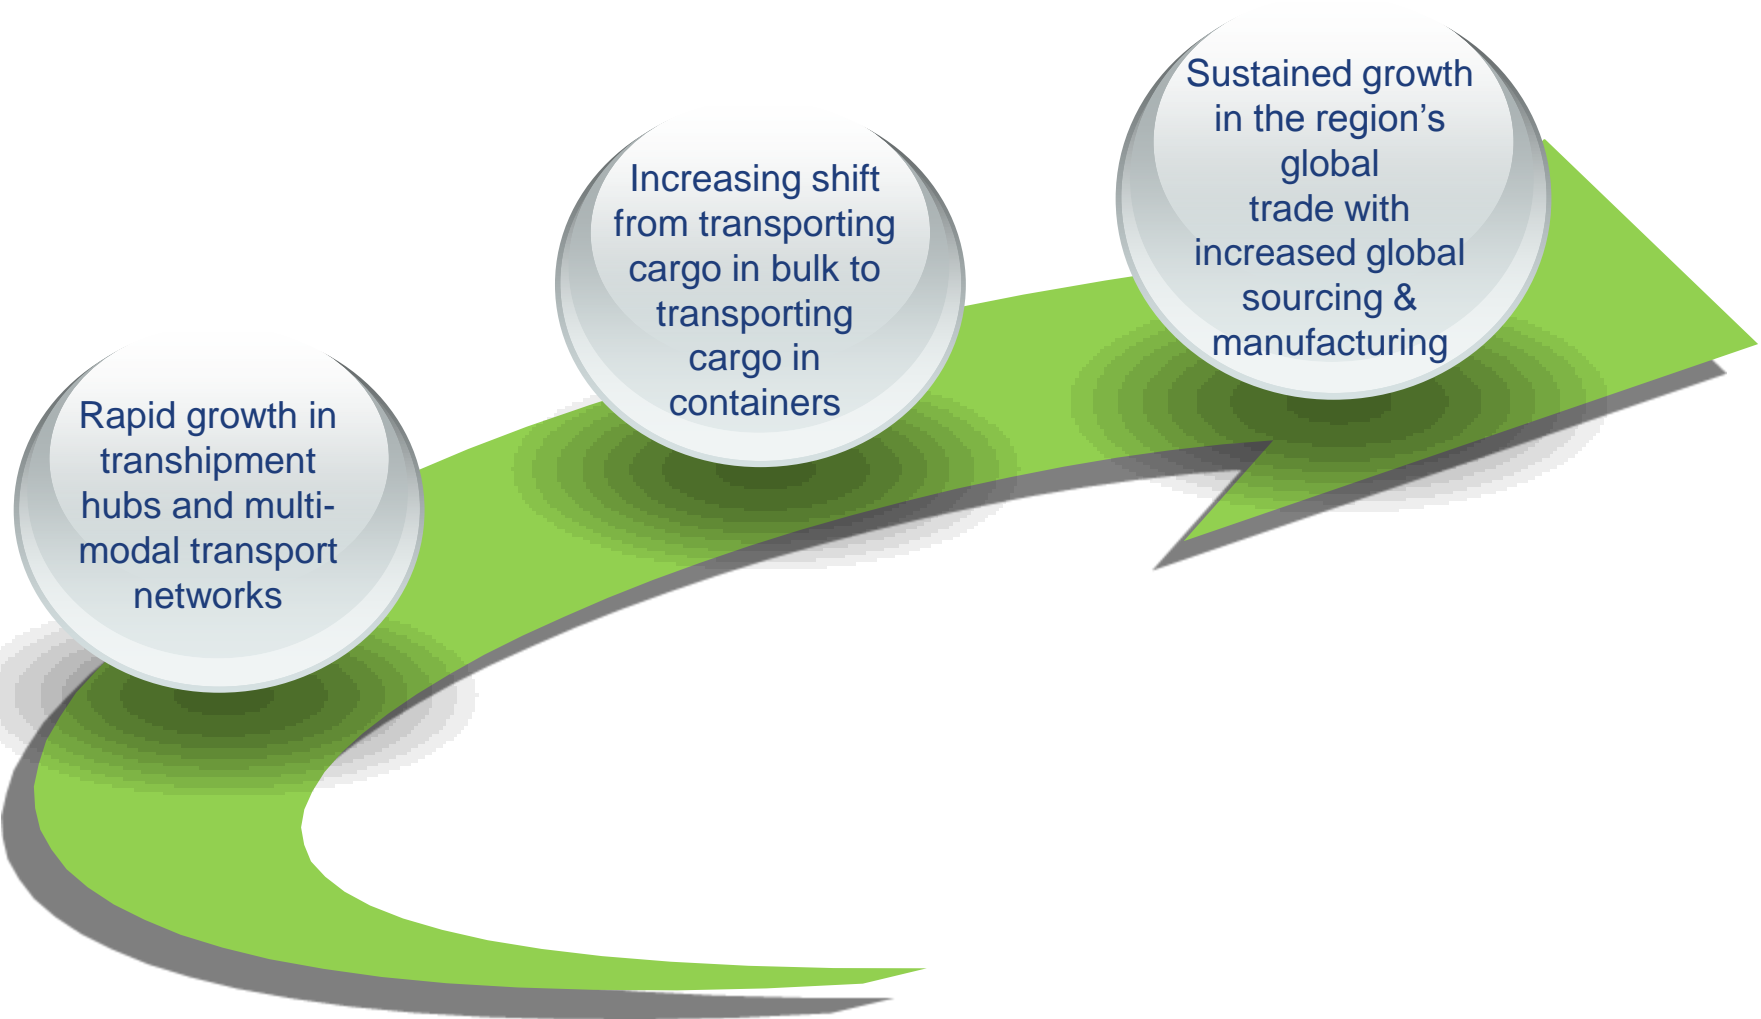 Rapid growth in
transhipment
hubs and multi-
modal transport
networks
Increasing shift
from transporting
cargo in bulk to
transporting
cargo in
containers
Sustained growth
in the region’s
global
trade with
increased global
sourcing &
manufacturing